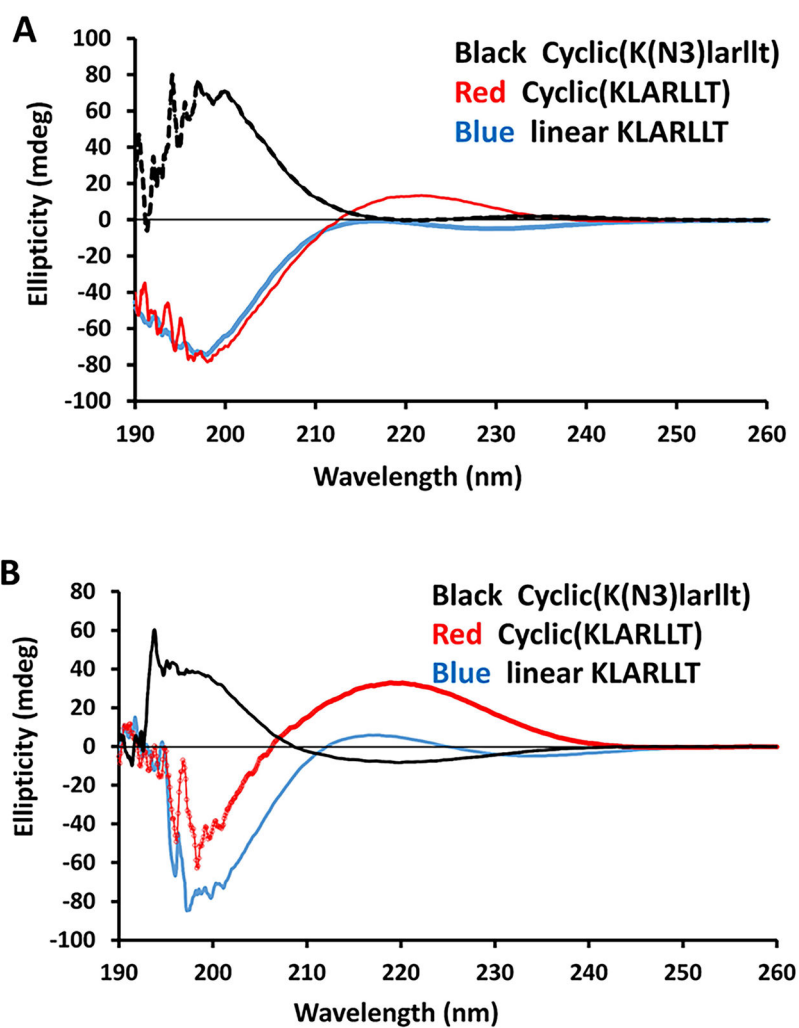 A
Black Cyclic(K(N3)larllt)
Red Cyclic(KLARLLT)
Blue linear KLARLLT
Ellipticity (mdeg)
100
80
60
40
20
0
-20
-40
-60
-80
-100
190 200 210 220 230 240 250 260
Wavelength (nm)
B
Black Cyclic(K(N3)larllt)
Red Cyclic(KLARLLT)
Blue linear KLARLLT
Ellipticity (mdeg)
80
60
40
20
0
-20
-40
-60
-80
-100
190 200 210 220 230 240 250 260
Wavelength (nm)